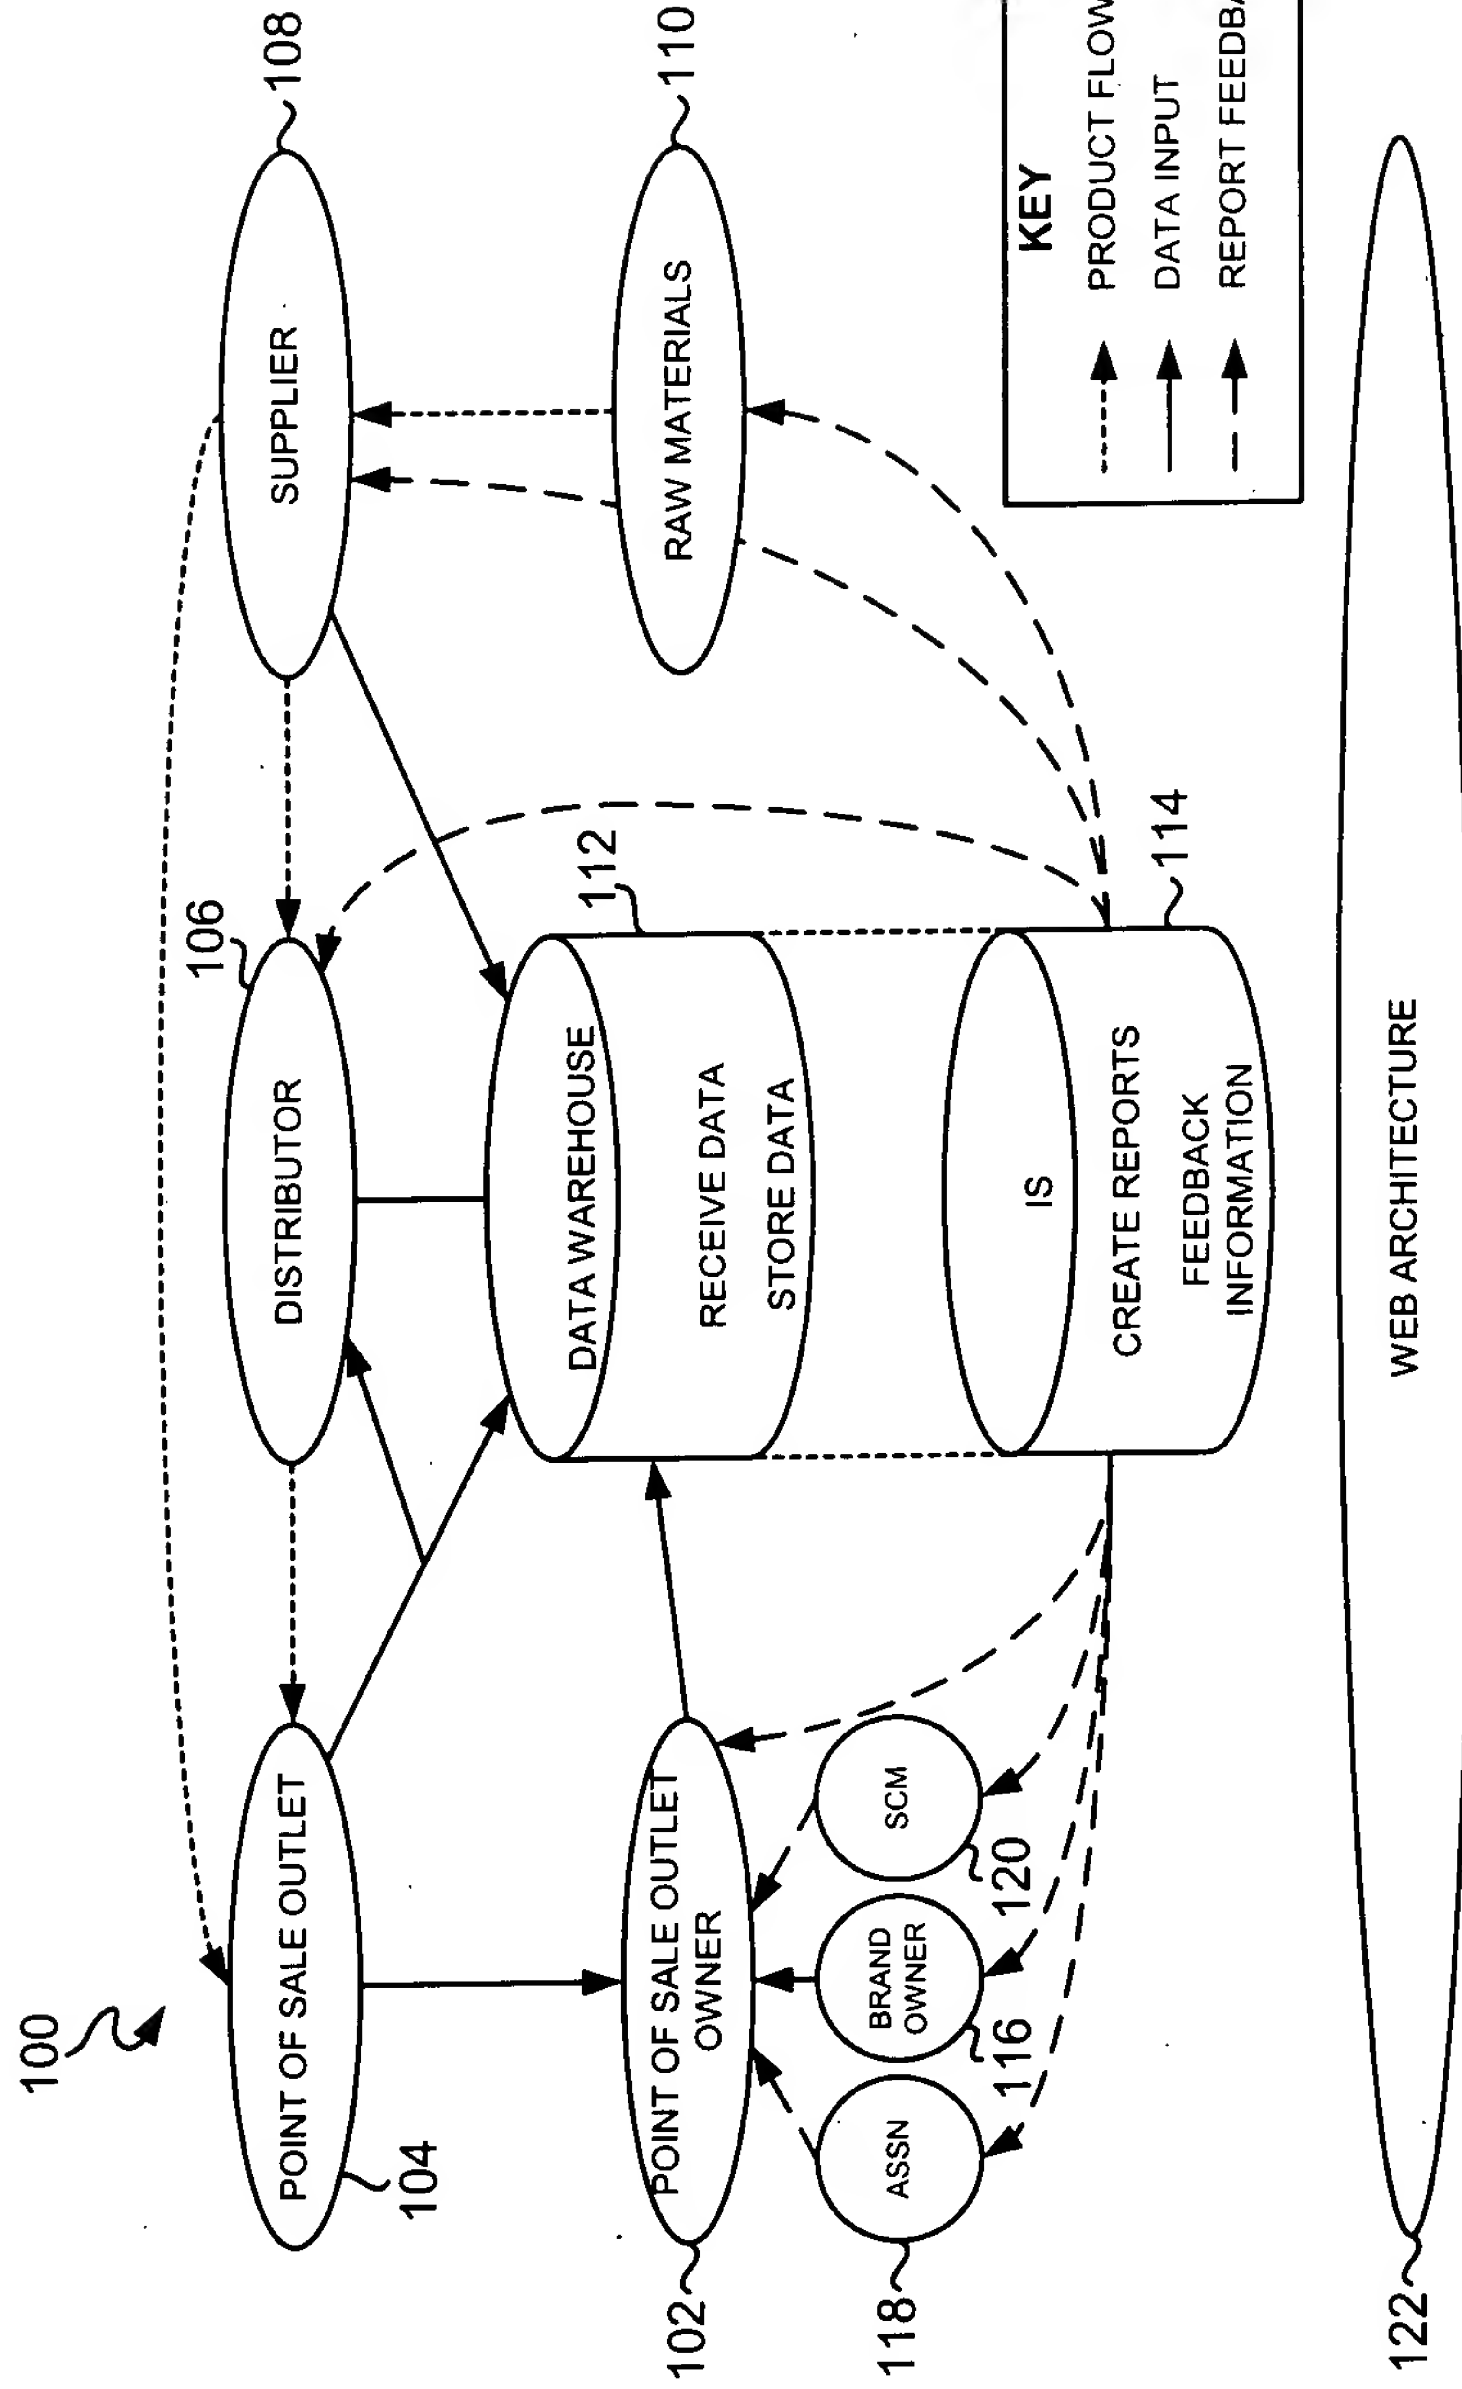 100
108
106
SUPPLIER
DISTRIBUTOR
POINT OF SALE OUTLET
104
110
112
RAW MATERIALS
DATA WAREHOUSE
RECEIVE DATA
STORE DATA
102
POINT OF SALE OUTLET
OWNER
118
ASSN
BRAND
OWNER
116
SCM
120
IS
CREATE REPORTS
FEEDBACK
INFORMATION
114
KEY
PRODUCT FLOW
DATA INPUT
REPORT FEEDBA
122
WEB ARCHITECTURE